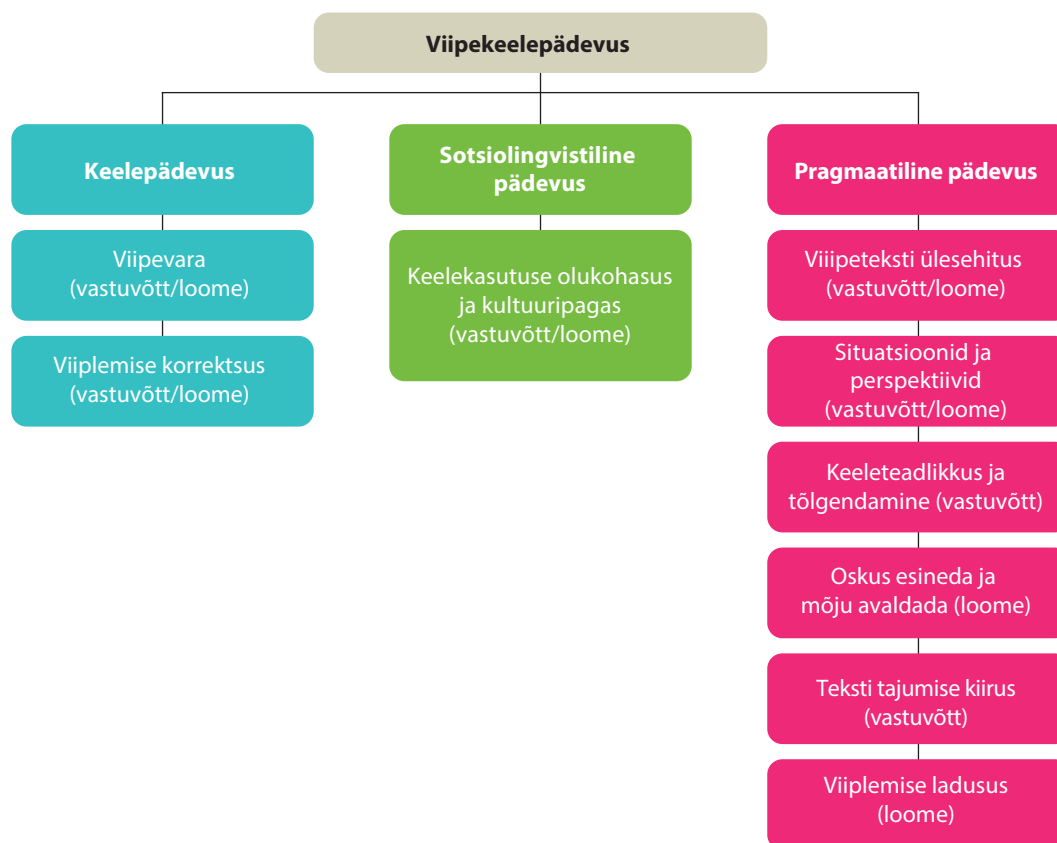 Viipekeelepädevus
Keelepädevus
Viipevara
(vastuvõtt/loome)
Viiplemise korrektsus
(vastuvõtt/loome)
Sotsiolingvistiline
pädevus
Keelekasutuse olukohasus
ja kultuuripagas
(vastuvõtt/loome)
Pragmaatiline pädevus
Viiipeteksti ülesehitus
(vastuvõtt/loome)
Situatsioonid ja
perspektiivid
(vastuvõtt/loome)
Keeleteadlikkus ja
tõlgendamine (vastuvõtt)
Oskus esineda ja
mõju avaldada (loome)
Teksti tajumise kiirus
(vastuvõtt)
Viiplemise ladusus
(loome)